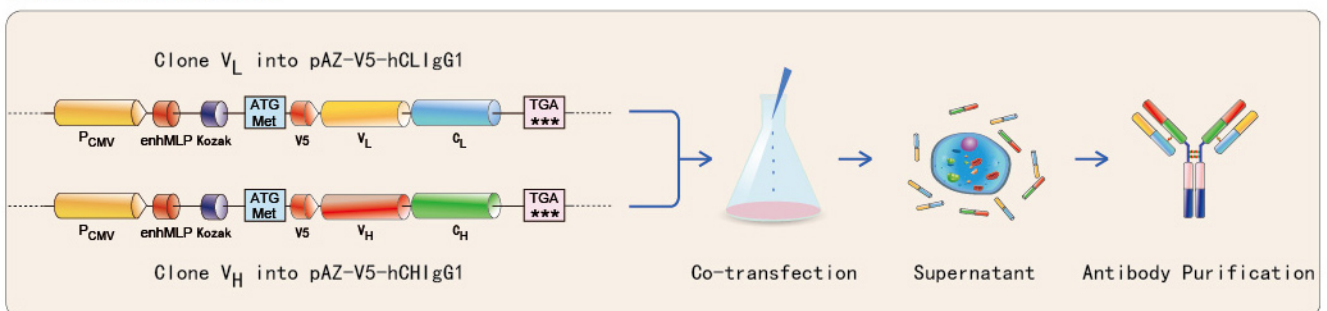 Clone VL into pAZ-V5-hCLIgG1
ATG
Met
TGA
***
PCMV enhMLP Kozak V5 VL CL
ATG
Met
TGA
***
PCMV enhMLP Kozak V5 VH CH
Clone VH into pAZ-V5-hCHIgG1
Co-transfection
Supernatant
Antibody Purification